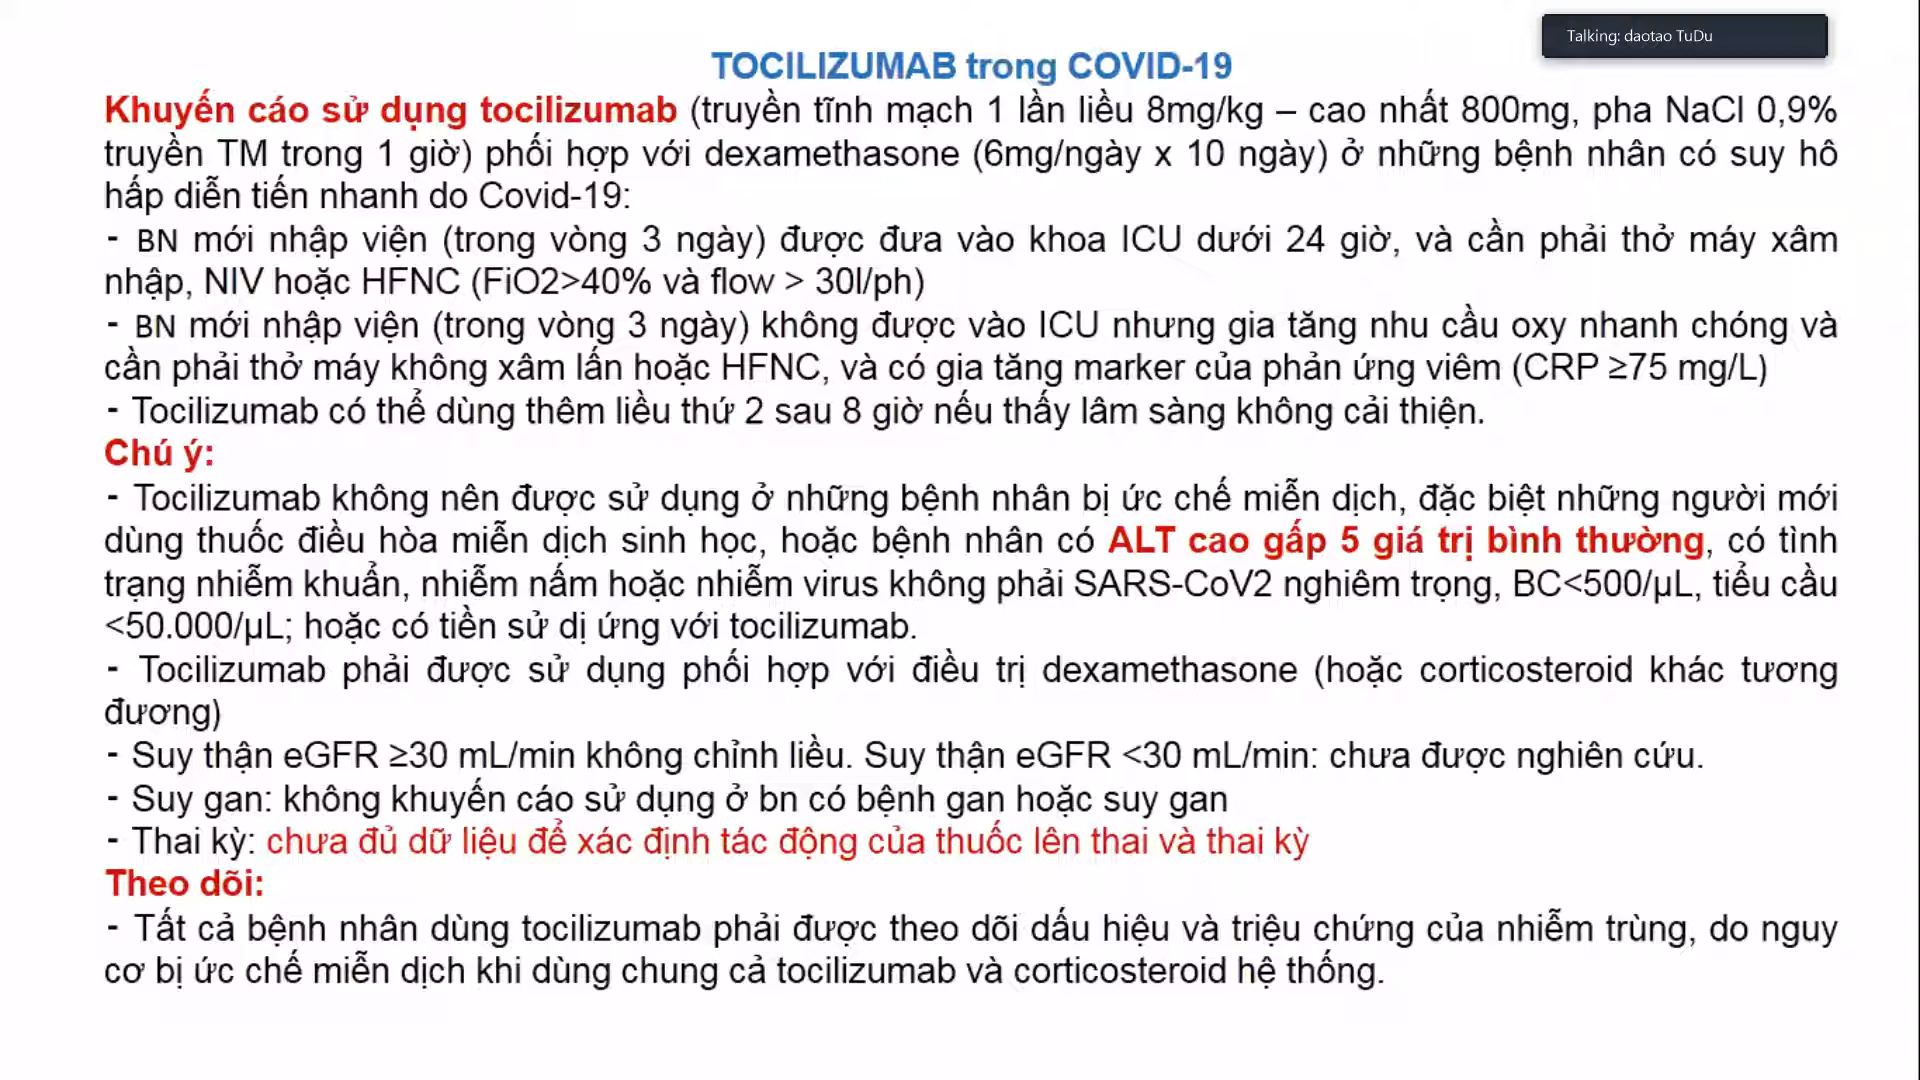 Talking: daotao TuDu
TOCILIZUMAB trong COVID-19
Khuyến cáo sử dụng tocilizumab (truyền tĩnh mạch 1 lần liều 8mg/kg – cao nhất 800mg, pha NaCl 0,9%
truyền TM trong 1 giờ) phối hợp với dexamethasone (6mg/ngày x 10 ngày) ở những bệnh nhân có suy hô
hấp diễn tiến nhanh do Covid-19:
- BN mới nhập viện (trong vòng 3 ngày) được đưa vào khoa ICU dưới 24 giờ, và cần phải thở máy xâm
nhập, NIV hoặc HFNC (FiO2>40% và flow > 30l/ph)
- BN mới nhập viện (trong vòng 3 ngày) không được vào ICU nhưng gia tăng nhu cầu oxy nhanh chóng và
cần phải thở máy không xâm lấn hoặc HFNC, và có gia tăng marker của phản ứng viêm (CRP ≥75 mg/L)
- Tocilizumab có thể dùng thêm liều thứ 2 sau 8 giờ nếu thấy lâm sàng không cải thiện.
Chú ý:
- Tocilizumab không nên được sử dụng ở những bệnh nhân bị ức chế miễn dịch, đặc biệt những người mới
dùng thuốc điều hòa miễn dịch sinh học, hoặc bệnh nhân có ALT cao gấp 5 giá trị bình thường, có tình
trạng nhiễm khuẩn, nhiễm nấm hoặc nhiễm virus không phải SARS-CoV2 nghiêm trọng, BC<500/µL, tiểu cầu
<50.000/µL; hoặc có tiền sử dị ứng với tocilizumab.
- Tocilizumab phải được sử dụng phối hợp với điều trị dexamethasone (hoặc corticosteroid khác tương
đương)
- Suy thận eGFR ≥30 mL/min không chỉnh liều. Suy thận eGFR <30 mL/min: chưa được nghiên cứu.
- Suy gan: không khuyến cáo sử dụng ở bn có bệnh gan hoặc suy gan
- Thai kỳ: chưa đủ dữ liệu để xác định tác động của thuốc lên thai và thai kỳ
Theo dõi:
- Tất cả bệnh nhân dùng tocilizumab phải được theo dõi dấu hiệu và triệu chứng của nhiễm trùng, do nguy
cơ bị ức chế miễn dịch khi dùng chung cả tocilizumab và corticosteroid hệ thống.